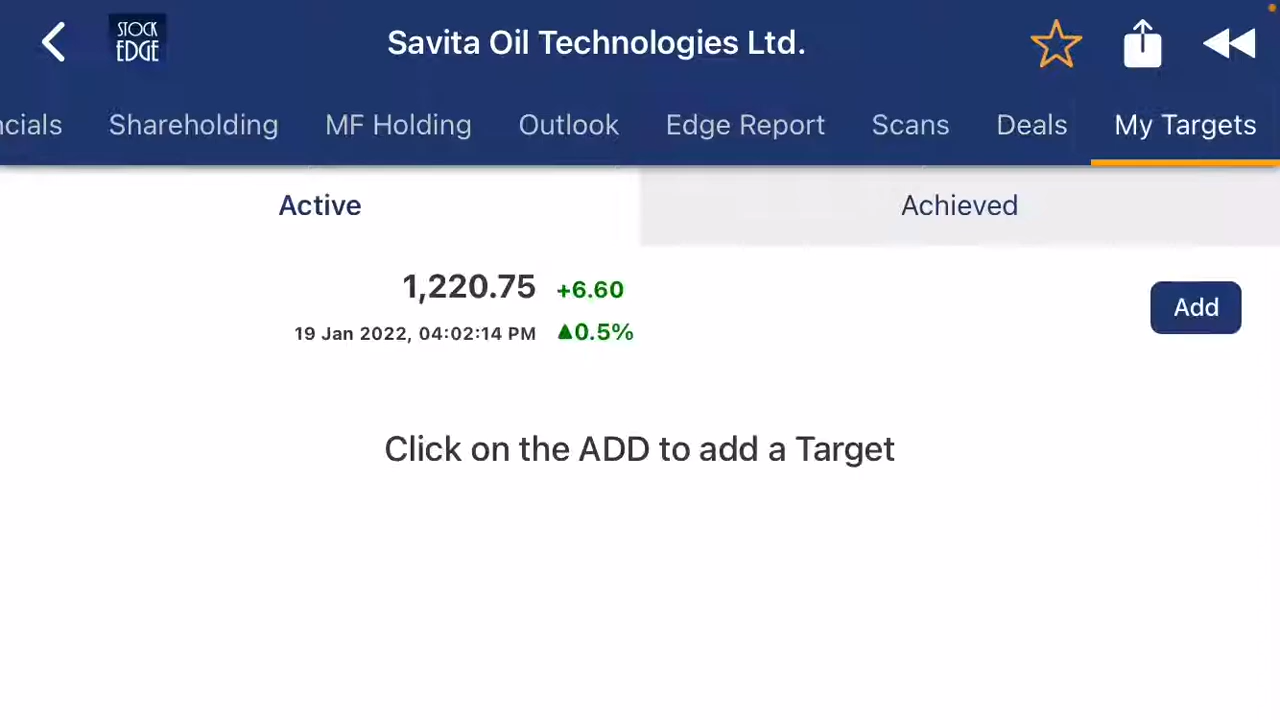 STOCK
EDGE
Savita Oil Technologies Ltd.
ncials Shareholding MF Holding Outlook Edge Report Scans Deals My Targets
Active Achieved
1,220.75 +6.60
19 Jan 2022, 04:02:14 PM ▲0.5%
Add
Click on the ADD to add a Target